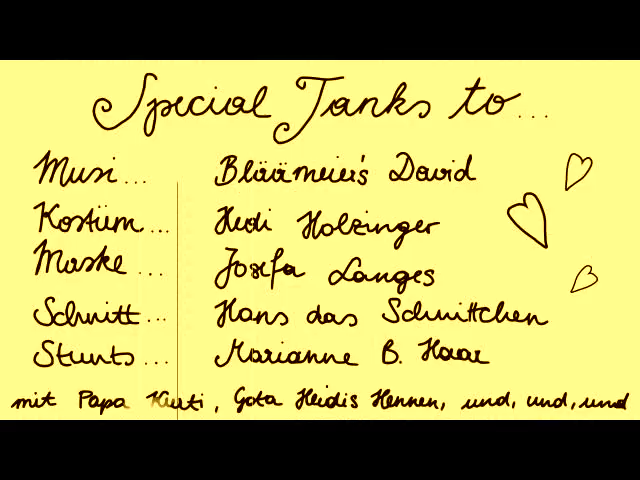 Special Tanks to...
Musi... Bläämeier's David
Kostüm... Heidi Holzinger
Maske... Josefa Langes
Schnitt... Hans das Schnittchen
Stunts... Marianne B. Haar
mit Papa Kurti, Gota Heidis Hennen, und, und, und